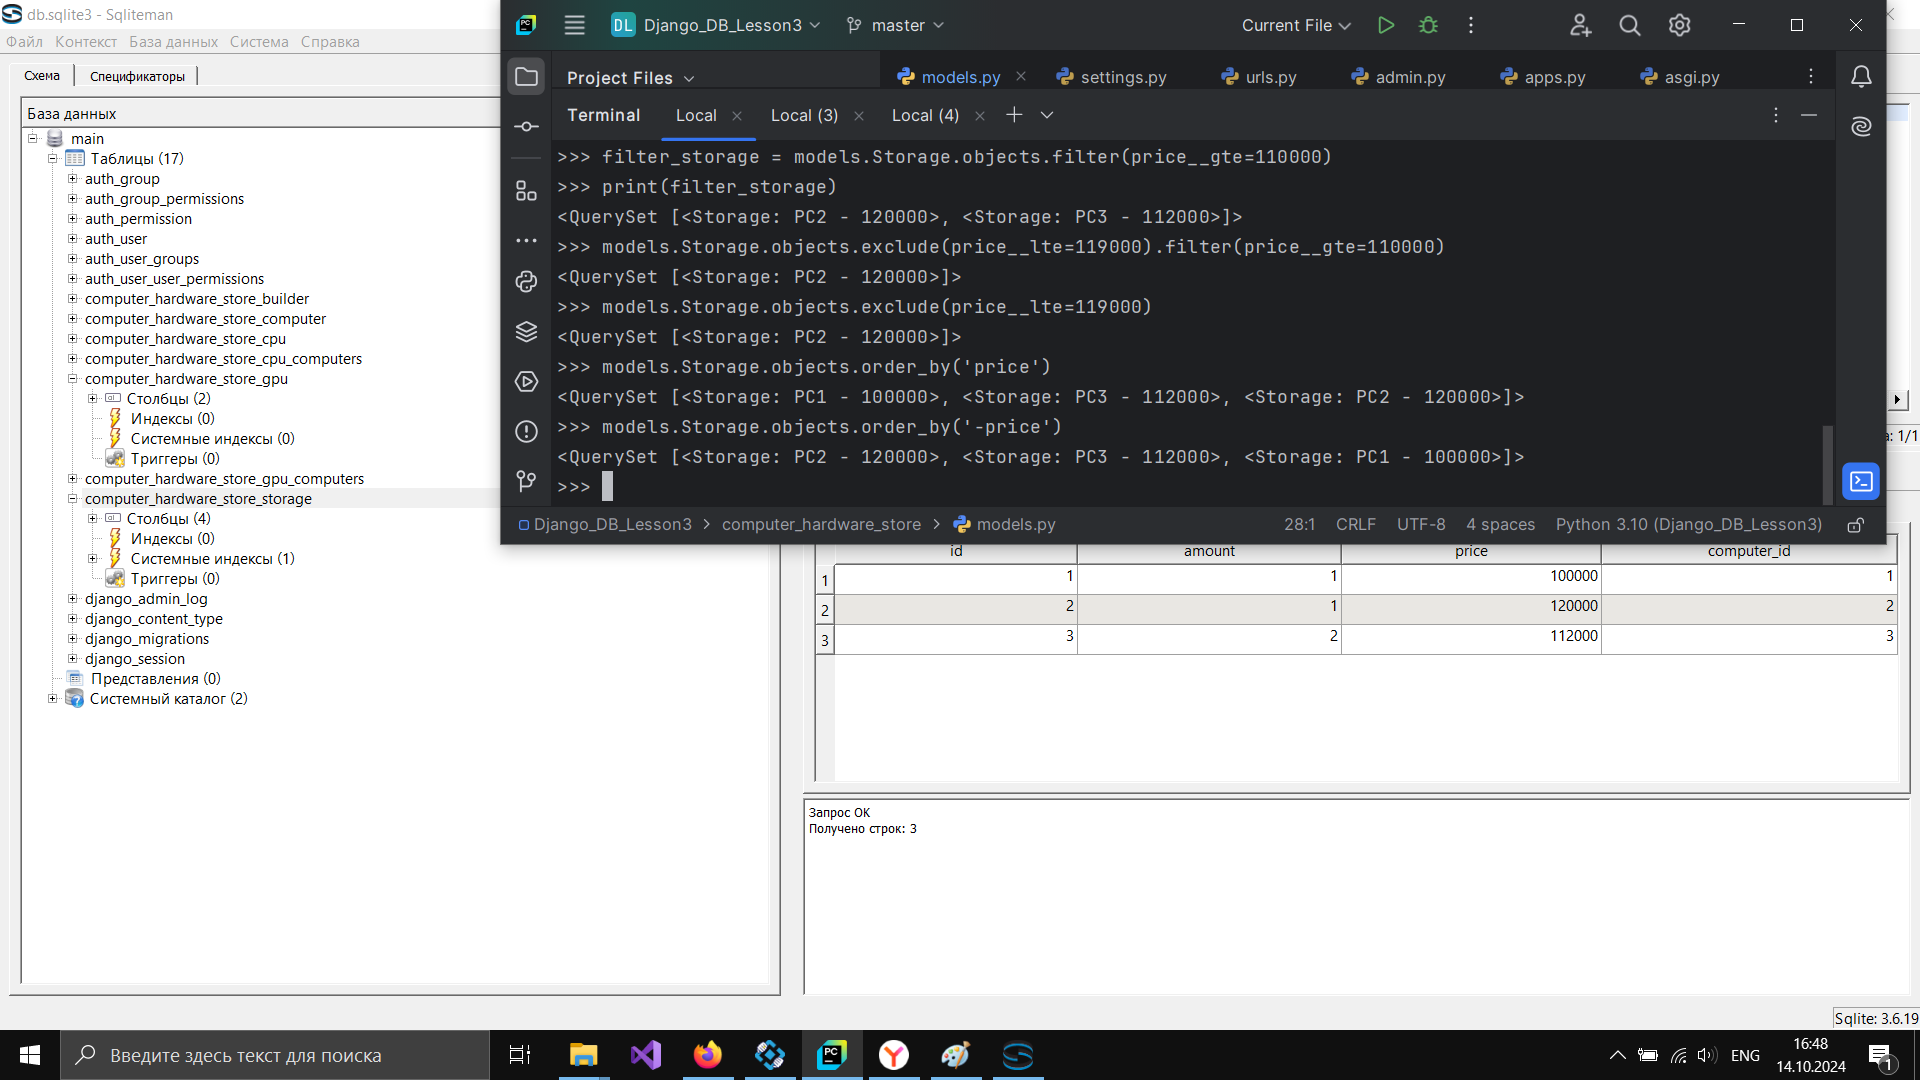 db.sqlite3 - Sqliteman
Файл Контекст База данных Система Справка
Схема Спецификаторы
База данных
main
Таблицы (17)
auth_group
auth_group_permissions
auth_permission
auth_user
auth_user_groups
auth_user_user_permissions
computer_hardware_store_builder
computer_hardware_store_computer
computer_hardware_store_cpu
computer_hardware_store_cpu_computers
computer_hardware_store_gpu
Столбцы (2)
Индексы (0)
Системные индексы (0)
Триггеры (0)
computer_hardware_store_gpu_computers
computer_hardware_store_storage
Столбцы (4)
Индексы (0)
Системные индексы (1)
Триггеры (0)
django_admin_log
django_content_type
django_migrations
django_session
Представления (0)
Системный каталог (2)
DL Django_DB_Lesson3 master Current File
Project Files models.py settings.py urls.py admin.py apps.py asgi.py
Terminal Local Local (3) Local (4)
>>> filter_storage = models.Storage.objects.filter(price__gte=110000)
>>> print(filter_storage)
<QuerySet [<Storage: PC2 - 120000>, <Storage: PC3 - 112000>]>
>>> models.Storage.objects.exclude(price__lte=119000).filter(price__gte=110000)
<QuerySet [<Storage: PC2 - 120000>]>
>>> models.Storage.objects.exclude(price__lte=119000)
<QuerySet [<Storage: PC2 - 120000>]>
>>> models.Storage.objects.order_by('price')
<QuerySet [<Storage: PC1 - 100000>, <Storage: PC3 - 112000>, <Storage: PC2 - 120000>]>
>>> models.Storage.objects.order_by('-price')
<QuerySet [<Storage: PC2 - 120000>, <Storage: PC3 - 112000>, <Storage: PC1 - 100000>]>
>>>
Django_DB_Lesson3 > computer_hardware_store > models.py 28:1 CRLF UTF-8 4 spaces Python 3.10 (Django_DB_Lesson3)
а: 1/1
id amount price computer_id
1 1 1 100000 1
2 2 1 120000 2
3 3 2 112000 3
Запрос OK
Получено строк: 3
Sqlite: 3.6.19
Введите здесь текст для поиска
ENG
16:48
14.10.2024
1